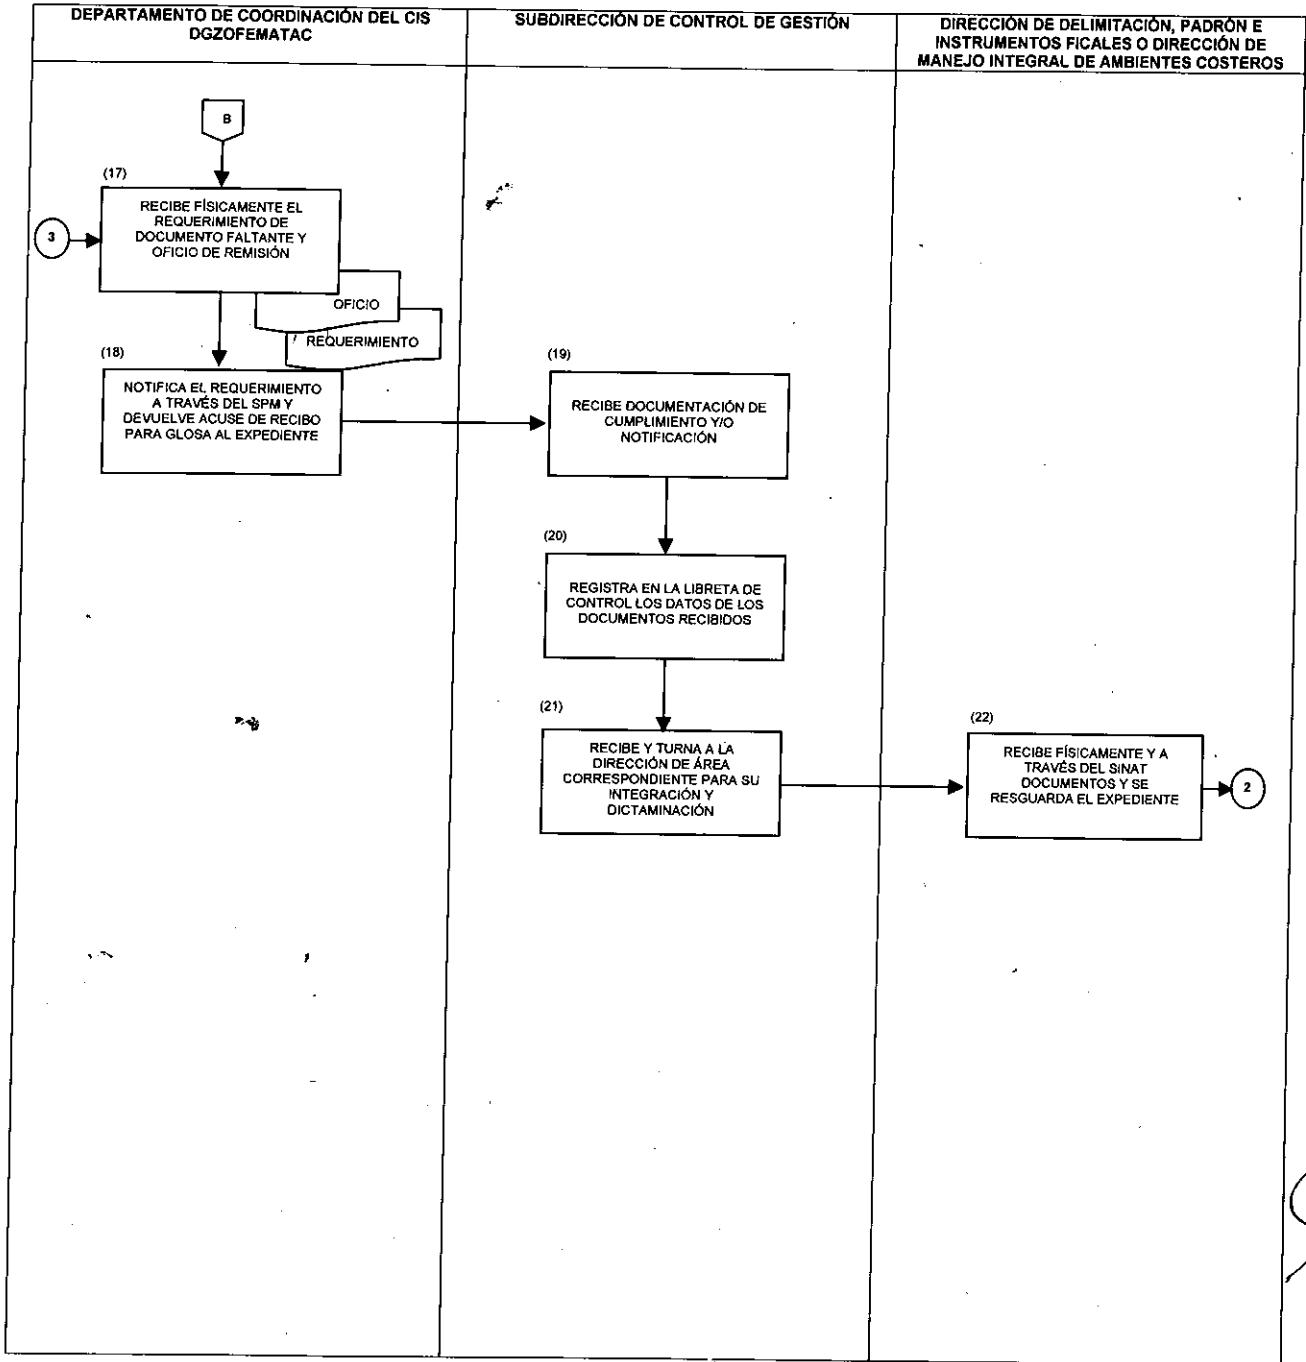 DEPARTAMENTO DE COORDINACIÓN DEL CIS
DGZOFEMATAC
SUBDIRECCIÓN DE CONTROL DE GESTIÓN
DIRECCIÓN DE DELIMITACIÓN, PADRÓN E
INSTRUMENTOS FICALES O DIRECCIÓN DE
MANEJO INTEGRAL DE AMBIENTES COSTEROS
B
(17)
RECIBE FÍSICAMENTE EL
REQUERIMIENTO DE
DOCUMENTO FALTANTE Y
OFICIO DE REMISIÓN
3
OFICIO
REQUERIMIENTO
(18)
NOTIFICA EL REQUERIMIENTO
A TRAVÉS DEL SPM Y
DEVUELVE ACUSE DE RECIBO
PARA GLOSA AL EXPEDIENTE
(19)
RECIBE DOCUMENTACIÓN DE
CUMPLIMIENTO Y/O
NOTIFICACIÓN
(20)
REGISTRA EN LA LIBRETA DE
CONTROL LOS DATOS DE LOS
DOCUMENTOS RECIBIDOS
(21)
RECIBE Y TURNA A LA
DIRECCIÓN DE ÁREA
CORRESPONDIENTE PARA SU
INTEGRACIÓN Y
DICTAMINACIÓN
(22)
RECIBE FÍSICAMENTE Y A
TRAVÉS DEL SINAT
DOCUMENTOS Y SE
RESGUARDA EL EXPEDIENTE
2